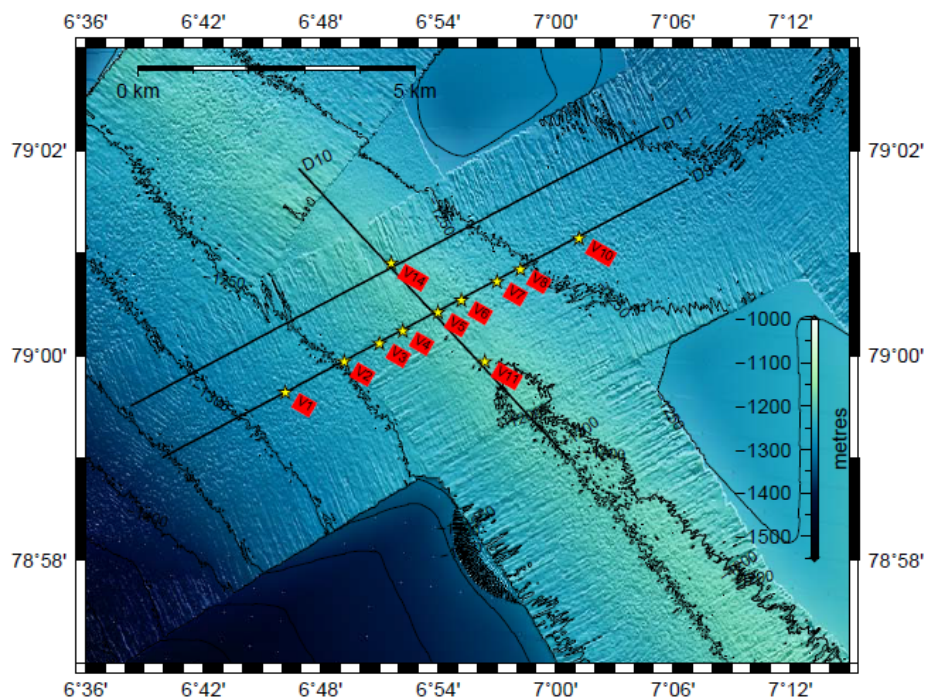 6°36' 6°42' 6°48' 6°54' 7°00' 7°06' 7°12'
0 km 5 km
79°02' 79°02'
D10 D11
D9
V14 V10
V8
V7
V6
V5
V4
V3
V2
V1
V11
79°00' 79°00'
−1000
−1100
−1200
−1300
−1400
−1500
metres
78°58' 78°58'
6°36' 6°42' 6°48' 6°54' 7°00' 7°06' 7°12'